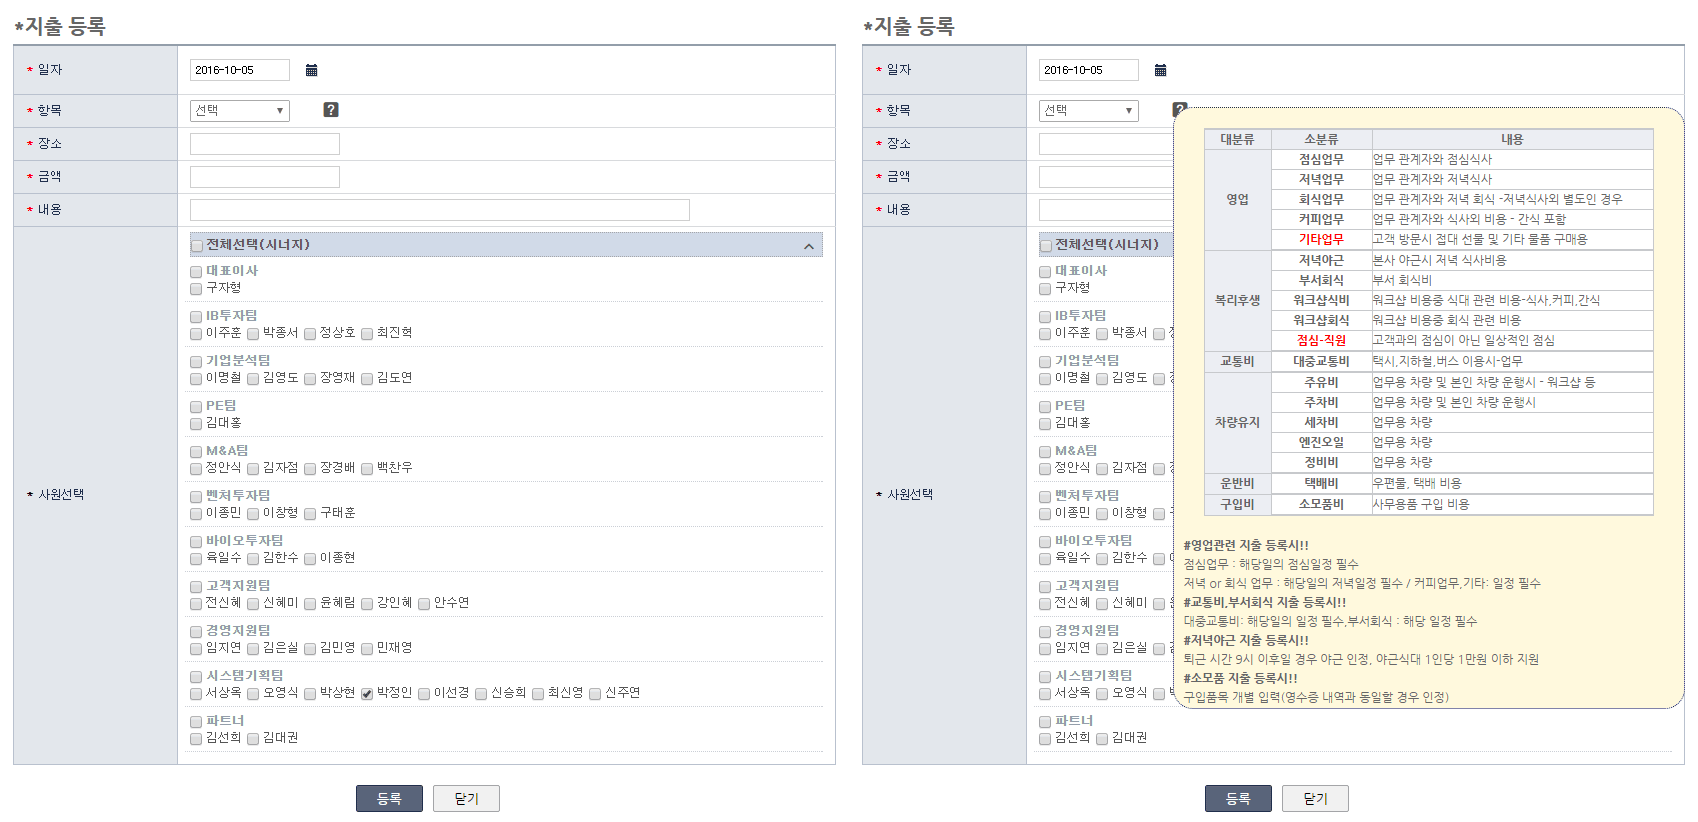 *지출 등록
* 일자 2016-10-05
* 항목 선택 ?
* 장소
* 금액
* 내용
* 사원선택
전체선택(시너지)
대표이사
구자형
IB투자팀
이주훈 박종서 정상호 최진혁
기업분석팀
이명철 김영도 장영재 김도연
PE팀
김대홍
M&A팀
정안식 김자점 장경배 백찬우
벤처투자팀
이종민 이창형 구태훈
바이오투자팀
육일수 김한수 이종현
고객지원팀
전신혜 신혜미 윤혜림 강인혜 안수연
경영지원팀
임지연 김은실 김민영 민재영
시스템기획팀
서상옥 오영식 박상현 박정인 이선경 신승희 최신영 신주연
파트너
김선희 김대권
등록 닫기
*지출 등록
* 일자 2016-10-05
* 항목 선택 ?
* 장소
* 금액
* 내용
* 사원선택
전체선택(시너지)
대표이사
구자형
IB투자팀
이주훈 박종서
기업분석팀
이명철 김영도
PE팀
김대홍
M&A팀
정안식 김자점
벤처투자팀
이종민 이창형
바이오투자팀
육일수 김한수
고객지원팀
전신혜 신혜미
경영지원팀
임지연 김은실
시스템기획팀
서상옥 오영식
파트너
김선희 김대권
대분류 소분류 내용
영업 점심업무 업무 관계자와 점심식사
저녁업무 업무 관계자와 저녁식사
회식업무 업무 관계자와 저녁 회식 -저녁식사외 별도인 경우
커피업무 업무 관계자와 식사외 비용 - 간식 포함
기타업무 고객 방문시 접대 선물 및 기타 물품 구매용
복리후생 저녁야근 본사 야근시 저녁 식사비용
부서회식 부서 회식비
워크샵식비 워크샵 비용중 식대 관련 비용-식사,커피,간식
워크샵회식 워크샵 비용중 회식 관련 비용
점심-직원 고객과의 점심이 아닌 일상적인 점심
교통비 대중교통비 택시,지하철,버스 이용시-업무
차량유지 주유비 업무용 차량 및 본인 차량 운행시 - 워크샵 등
주차비 업무용 차량 및 본인 차량 운행시
세차비 업무용 차량
엔진오일 업무용 차량
정비비 업무용 차량
운반비 택배비 우편물, 택배 비용
구입비 소모품비 사무용품 구입 비용
#영업관련 지출 등록시!!
점심업무 : 해당일의 점심일정 필수
저녁 or 회식 업무 : 해당일의 저녁일정 필수 / 커피업무,기타: 일정 필수
#교통비,부서회식 지출 등록시!!
대중교통비: 해당일의 일정 필수,부서회식 : 해당 일정 필수
#저녁야근 지출 등록시!!
퇴근 시간 9시 이후일 경우 야근 인정, 야근식대 1인당 1만원 이하 지원
#소모품 지출 등록시!!
구입품목 개별 입력(영수증 내역과 동일할 경우 인정)
등록 닫기